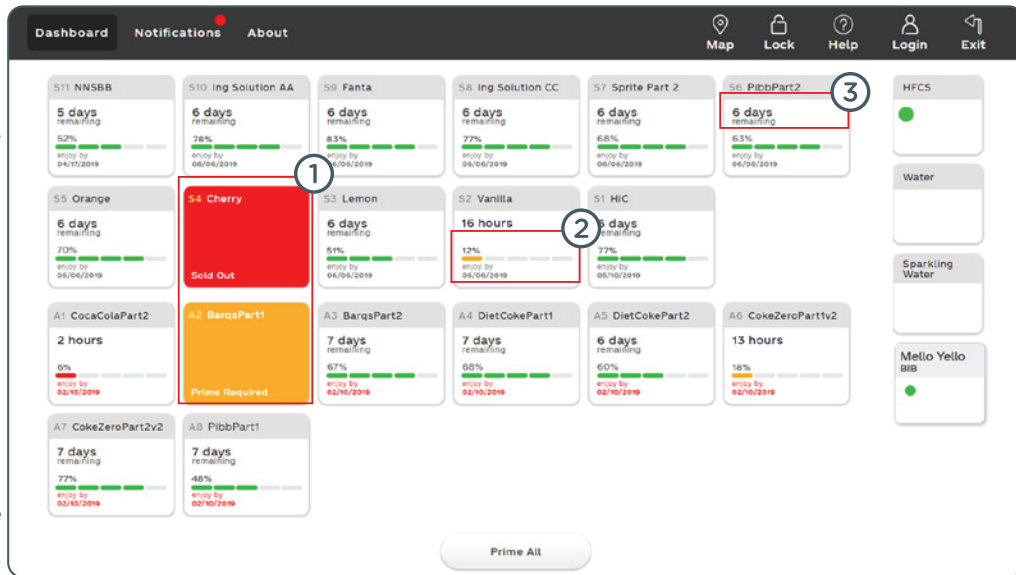 Dashboard Notifications About Map Lock Help Login Exit
S11 NNSBB
5 days
remaining
52%
enjoy by
04/17/2019
S10 Ing Solution AA
6 days
remaining
78%
enjoy by
06/06/2019
S9 Fanta
6 days
remaining
83%
enjoy by
06/06/2019
S8 Ing Solution CC
6 days
remaining
77%
enjoy by
06/06/2019
S7 Sprite Part 2
6 days
remaining
68%
enjoy by
06/06/2019
S6 PibbPart2
3
6 days
remaining
63%
enjoy by
06/06/2019
HFCS
S5 Orange
6 days
remaining
70%
enjoy by
06/06/2019
1
S4 Cherry
Sold Out
S3 Lemon
6 days
remaining
51%
enjoy by
06/06/2019
S2 Vanilla
16 hours
2
12%
enjoy by
06/06/2019
S1 HiC
days
remaining
77%
enjoy by
05/10/2019
Water
Sparkling
Water
A1 CocaColaPart2
2 hours
6%
enjoy by
02/10/2019
A2 BarqsPart1
Prime Required
A3 BarqsPart2
7 days
remaining
67%
enjoy by
02/10/2019
A4 DietCokePart1
7 days
remaining
68%
enjoy by
02/10/2019
A5 DietCokePart2
6 days
remaining
60%
enjoy by
02/10/2019
A6 CokeZeroPart1v2
13 hours
18%
enjoy by
02/10/2019
Mello Yello
BIB
A7 CokeZeroPart2v2
7 days
remaining
77%
enjoy by
02/10/2019
A8 PibbPart1
7 days
remaining
48%
enjoy by
02/10/2019
Prime All